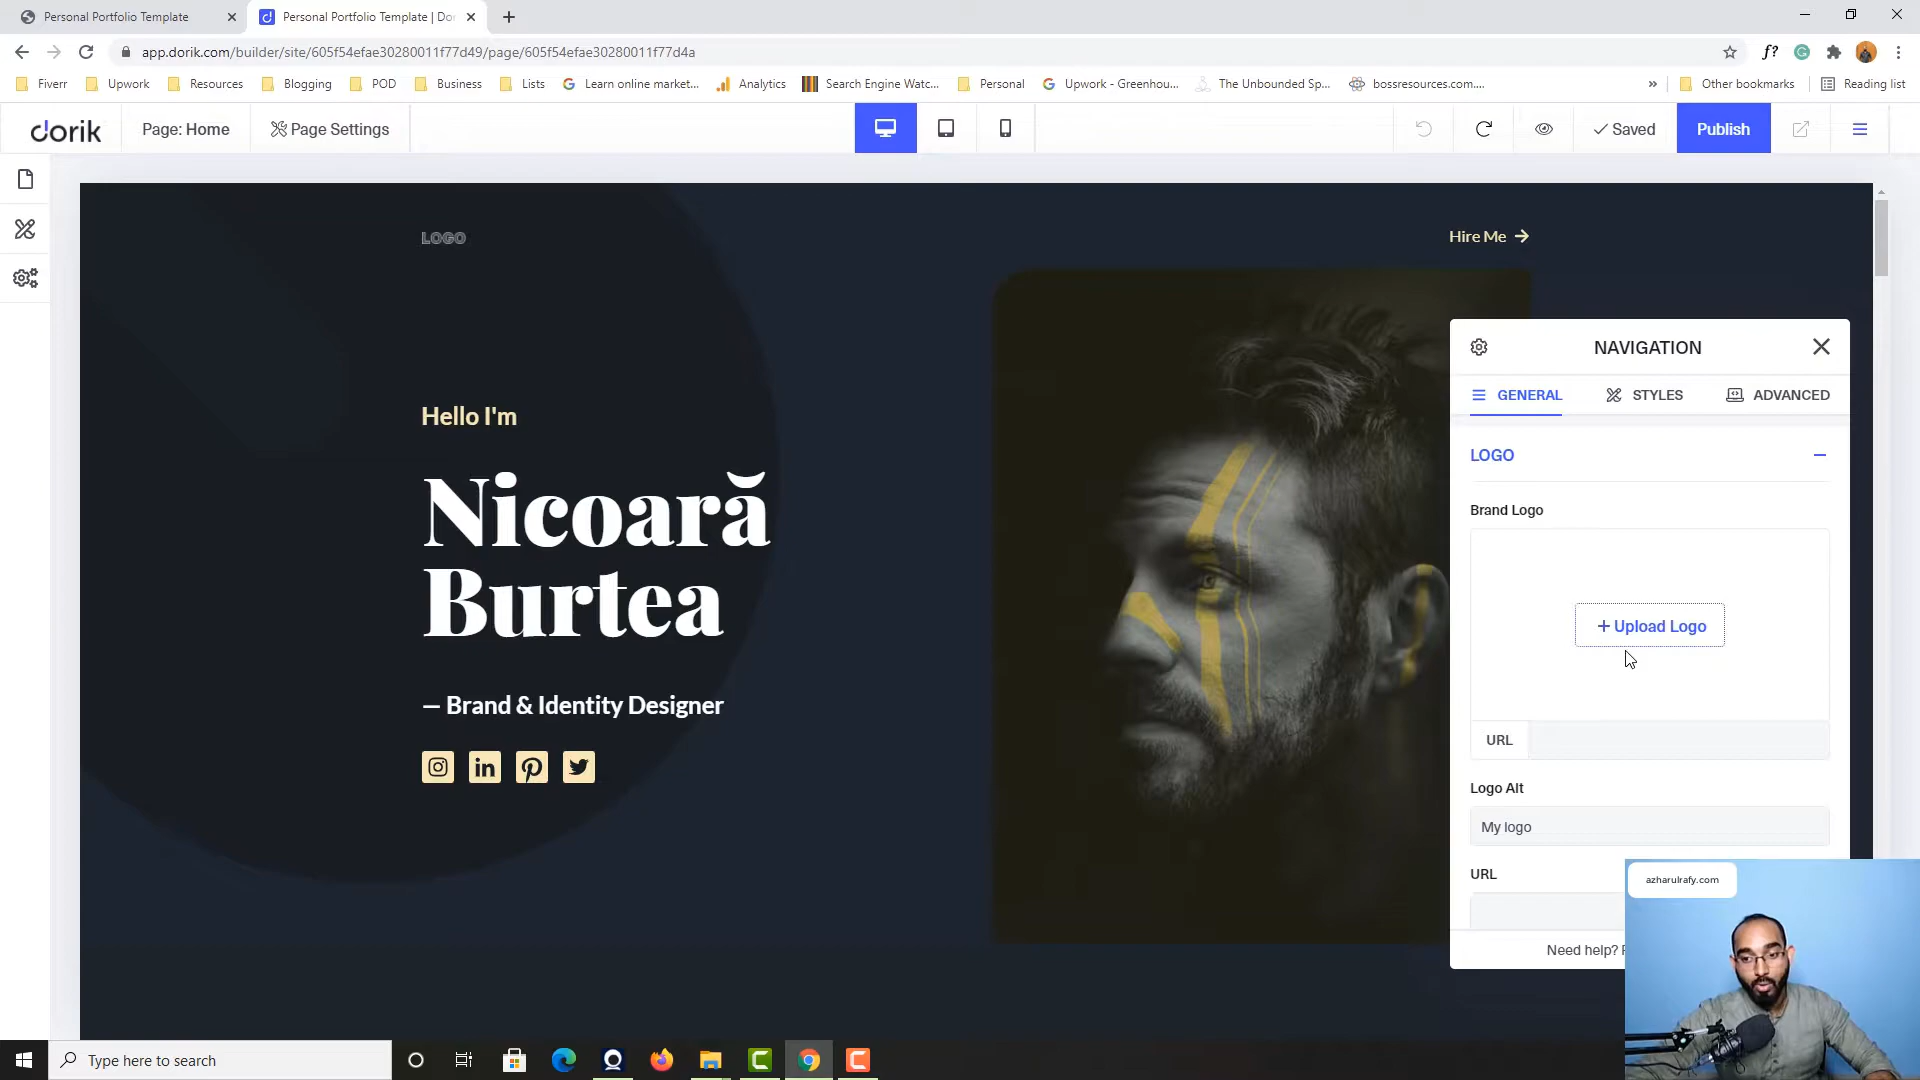 Personal Portfolio Template
Personal Portfolio Template | Dor
app.dorik.com/builder/site/605f54efae30280011f77d49/page/605f54efae30280011f77d4a
f?
Fiverr
Upwork
Resources
Blogging
POD
Business
Lists
Learn online market...
Analytics
Search Engine Watc...
Personal
Upwork - Greenhou...
The Unbounded Sp...
bossresources.com....
»
Other bookmarks
Reading list
dorik
Page: Home
Page Settings
Saved
Publish
LOGO
Hire Me
Hello I'm
Nicoară
Burtea
— Brand & Identity Designer
NAVIGATION
GENERAL
STYLES
ADVANCED
LOGO
Brand Logo
+ Upload Logo
URL
Logo Alt
My logo
URL
Need help?
azharulrafy.com
Type here to search